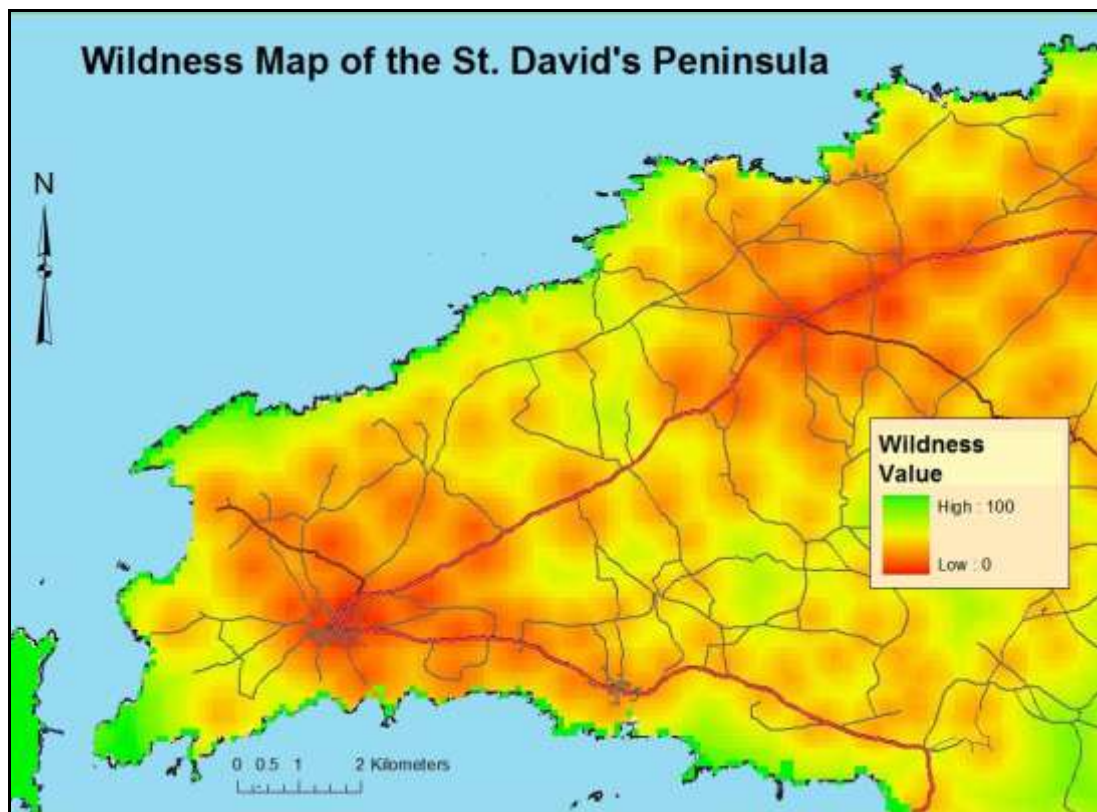 Wildness Map of the St. David's Peninsula
N
Wildness
Value
High : 100
Low : 0
0 0.5 1 2 Kilometers